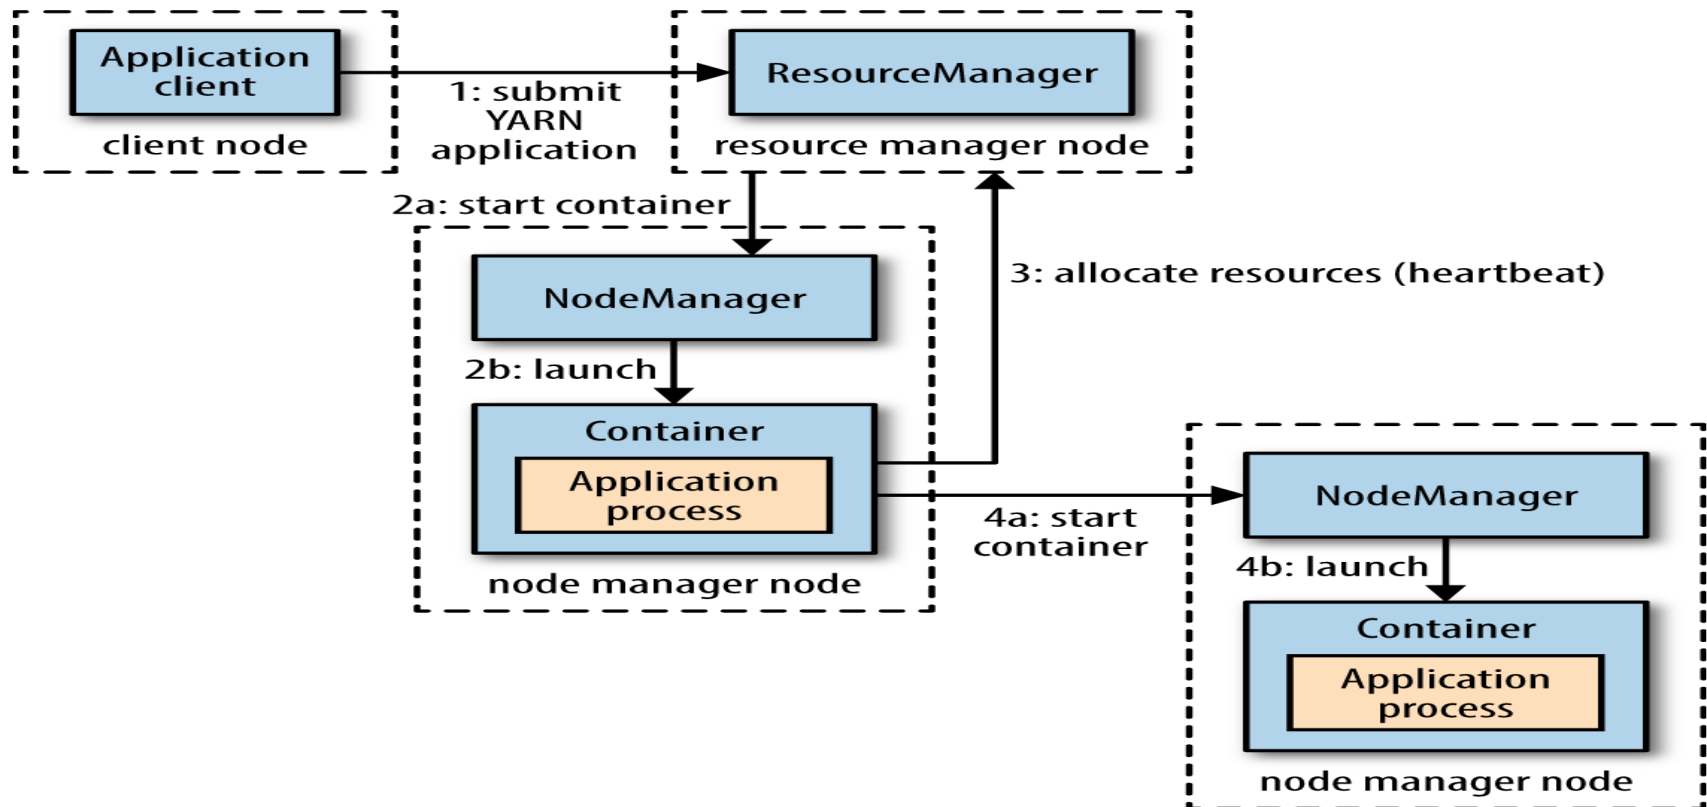 Application
client
client node
1: submit
YARN
application
ResourceManager
resource manager node
2a: start container
NodeManager
2b: launch
Container
Application
process
node manager node
3: allocate resources (heartbeat)
4a: start
container
NodeManager
4b: launch
Container
Application
process
node manager node